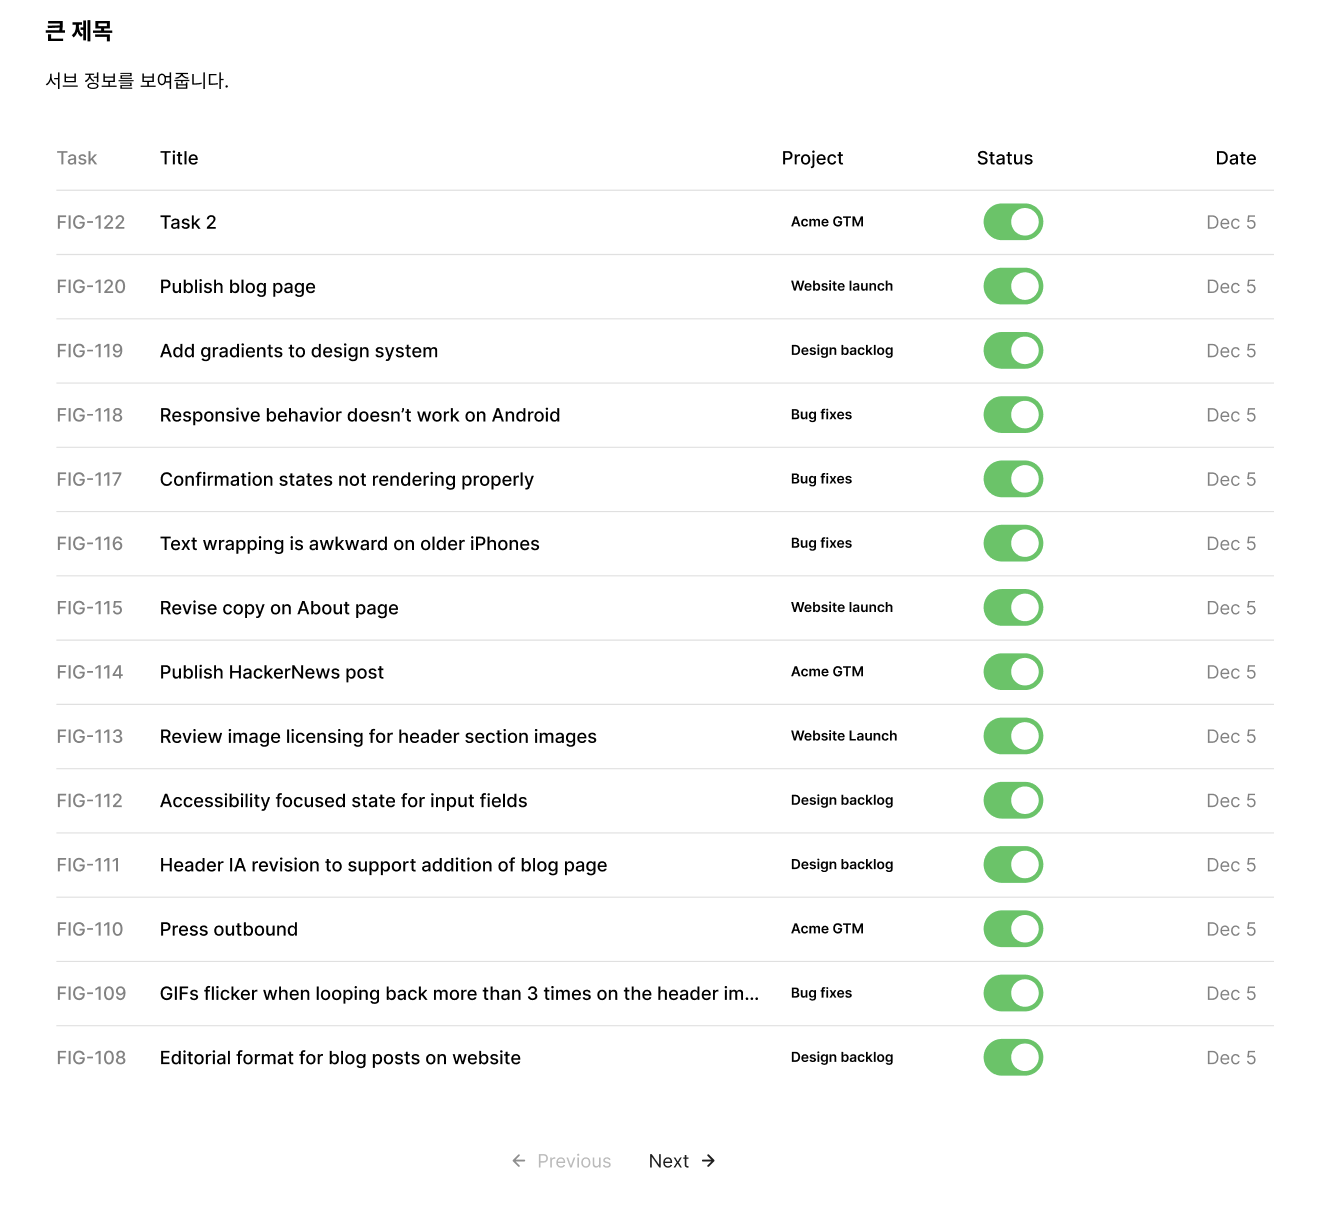 큰 제목
서브 정보를 보여줍니다.
Task Title Project Status Date
FIG-122 Task 2 Acme GTM Dec 5
FIG-120 Publish blog page Website launch Dec 5
FIG-119 Add gradients to design system Design backlog Dec 5
FIG-118 Responsive behavior doesn’t work on Android Bug fixes Dec 5
FIG-117 Confirmation states not rendering properly Bug fixes Dec 5
FIG-116 Text wrapping is awkward on older iPhones Bug fixes Dec 5
FIG-115 Revise copy on About page Website launch Dec 5
FIG-114 Publish HackerNews post Acme GTM Dec 5
FIG-113 Review image licensing for header section images Website Launch Dec 5
FIG-112 Accessibility focused state for input fields Design backlog Dec 5
FIG-111 Header IA revision to support addition of blog page Design backlog Dec 5
FIG-110 Press outbound Acme GTM Dec 5
FIG-109 GIFs flicker when looping back more than 3 times on the header im... Bug fixes Dec 5
FIG-108 Editorial format for blog posts on website Design backlog Dec 5
← Previous Next →